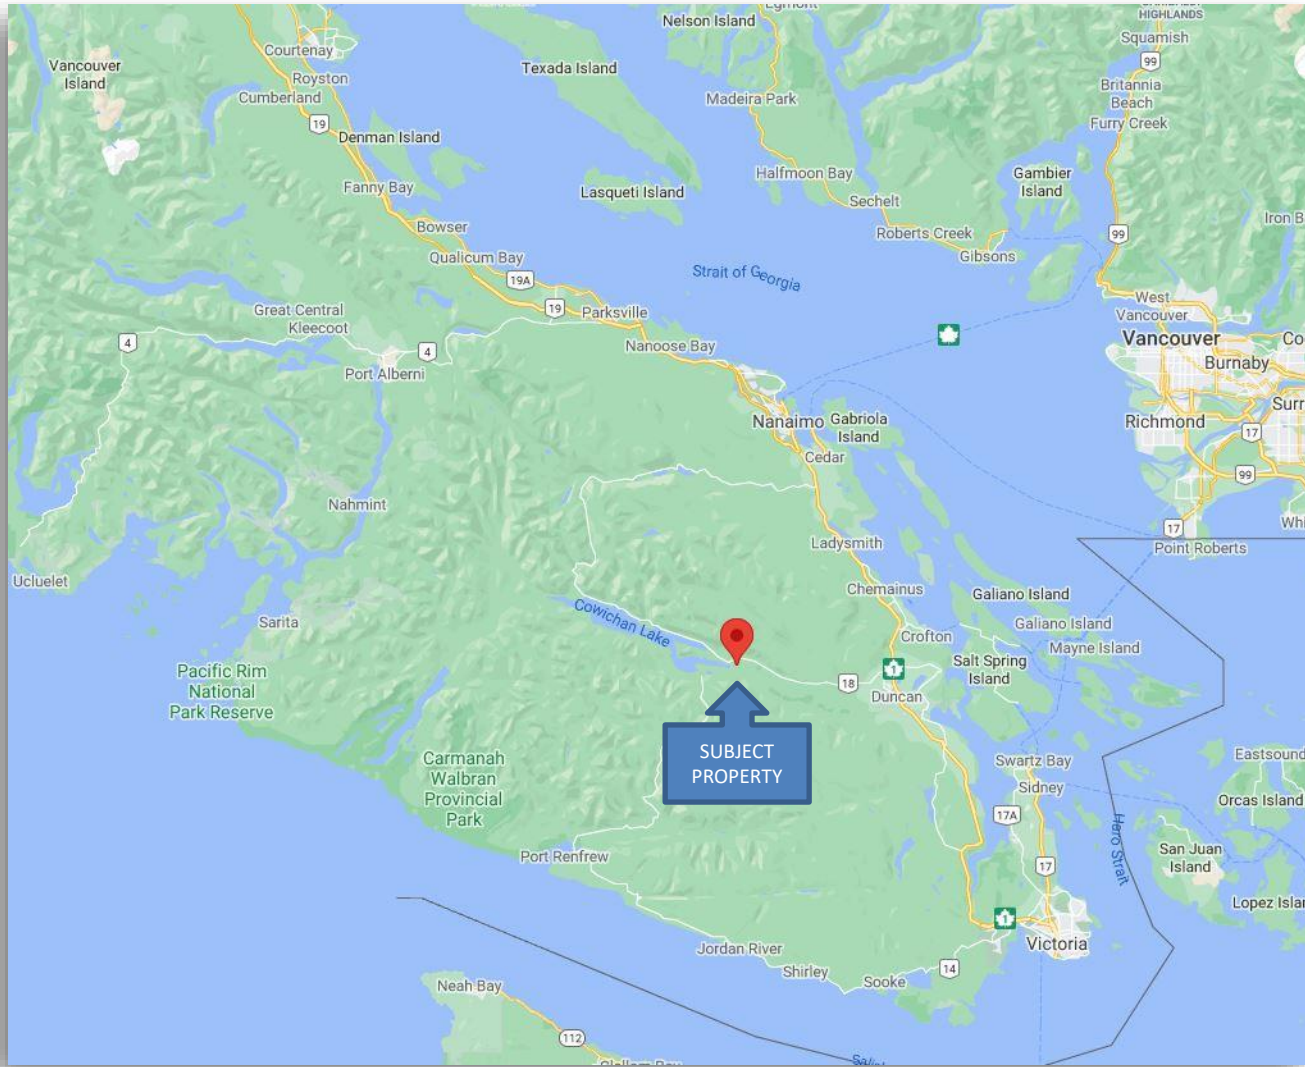 HIGHLANDS
Nelson Island
Squamish
99
Courtenay
Vancouver
Island
Texada Island
Royston
Cumberland
Britannia
Beach
Madeira Park
Furry Creek
19
Denman Island
Halfmoon Bay
Gambier
Island
Fanny Bay
Lasqueti Island
Sechelt
Iron B
Bowser
Roberts Creek
99
Gibsons
Qualicum Bay
Strait of Georgia
19A
West
Vancouver
Great Central
19
Parksville
Kleecoot
Vancouver
Co
4
4
Nanoose Bay
Burnaby
Port Alberni
Surr
Nanaimo
Gabriola
Island
Richmond
17
Cedar
99
Nahmint
17
Whi
Ladysmith
Point Roberts
Ucluelet
Chemainus
Galiano Island
Cowichan Lake
Sarita
Galiano Island
Crofton
Mayne Island
Pacific Rim
National
Park Reserve
Salt Spring
Island
1
18
Duncan
SUBJECT
PROPERTY
Carmanah
Walbran
Provincial
Park
Swartz Bay
Eastsound
Sidney
Orcas Island
17A
Haro Strait
San Juan
Island
Port Renfrew
17
Lopez Islan
1
Victoria
Jordan River
14
Shirley
Sooke
Neah Bay
112